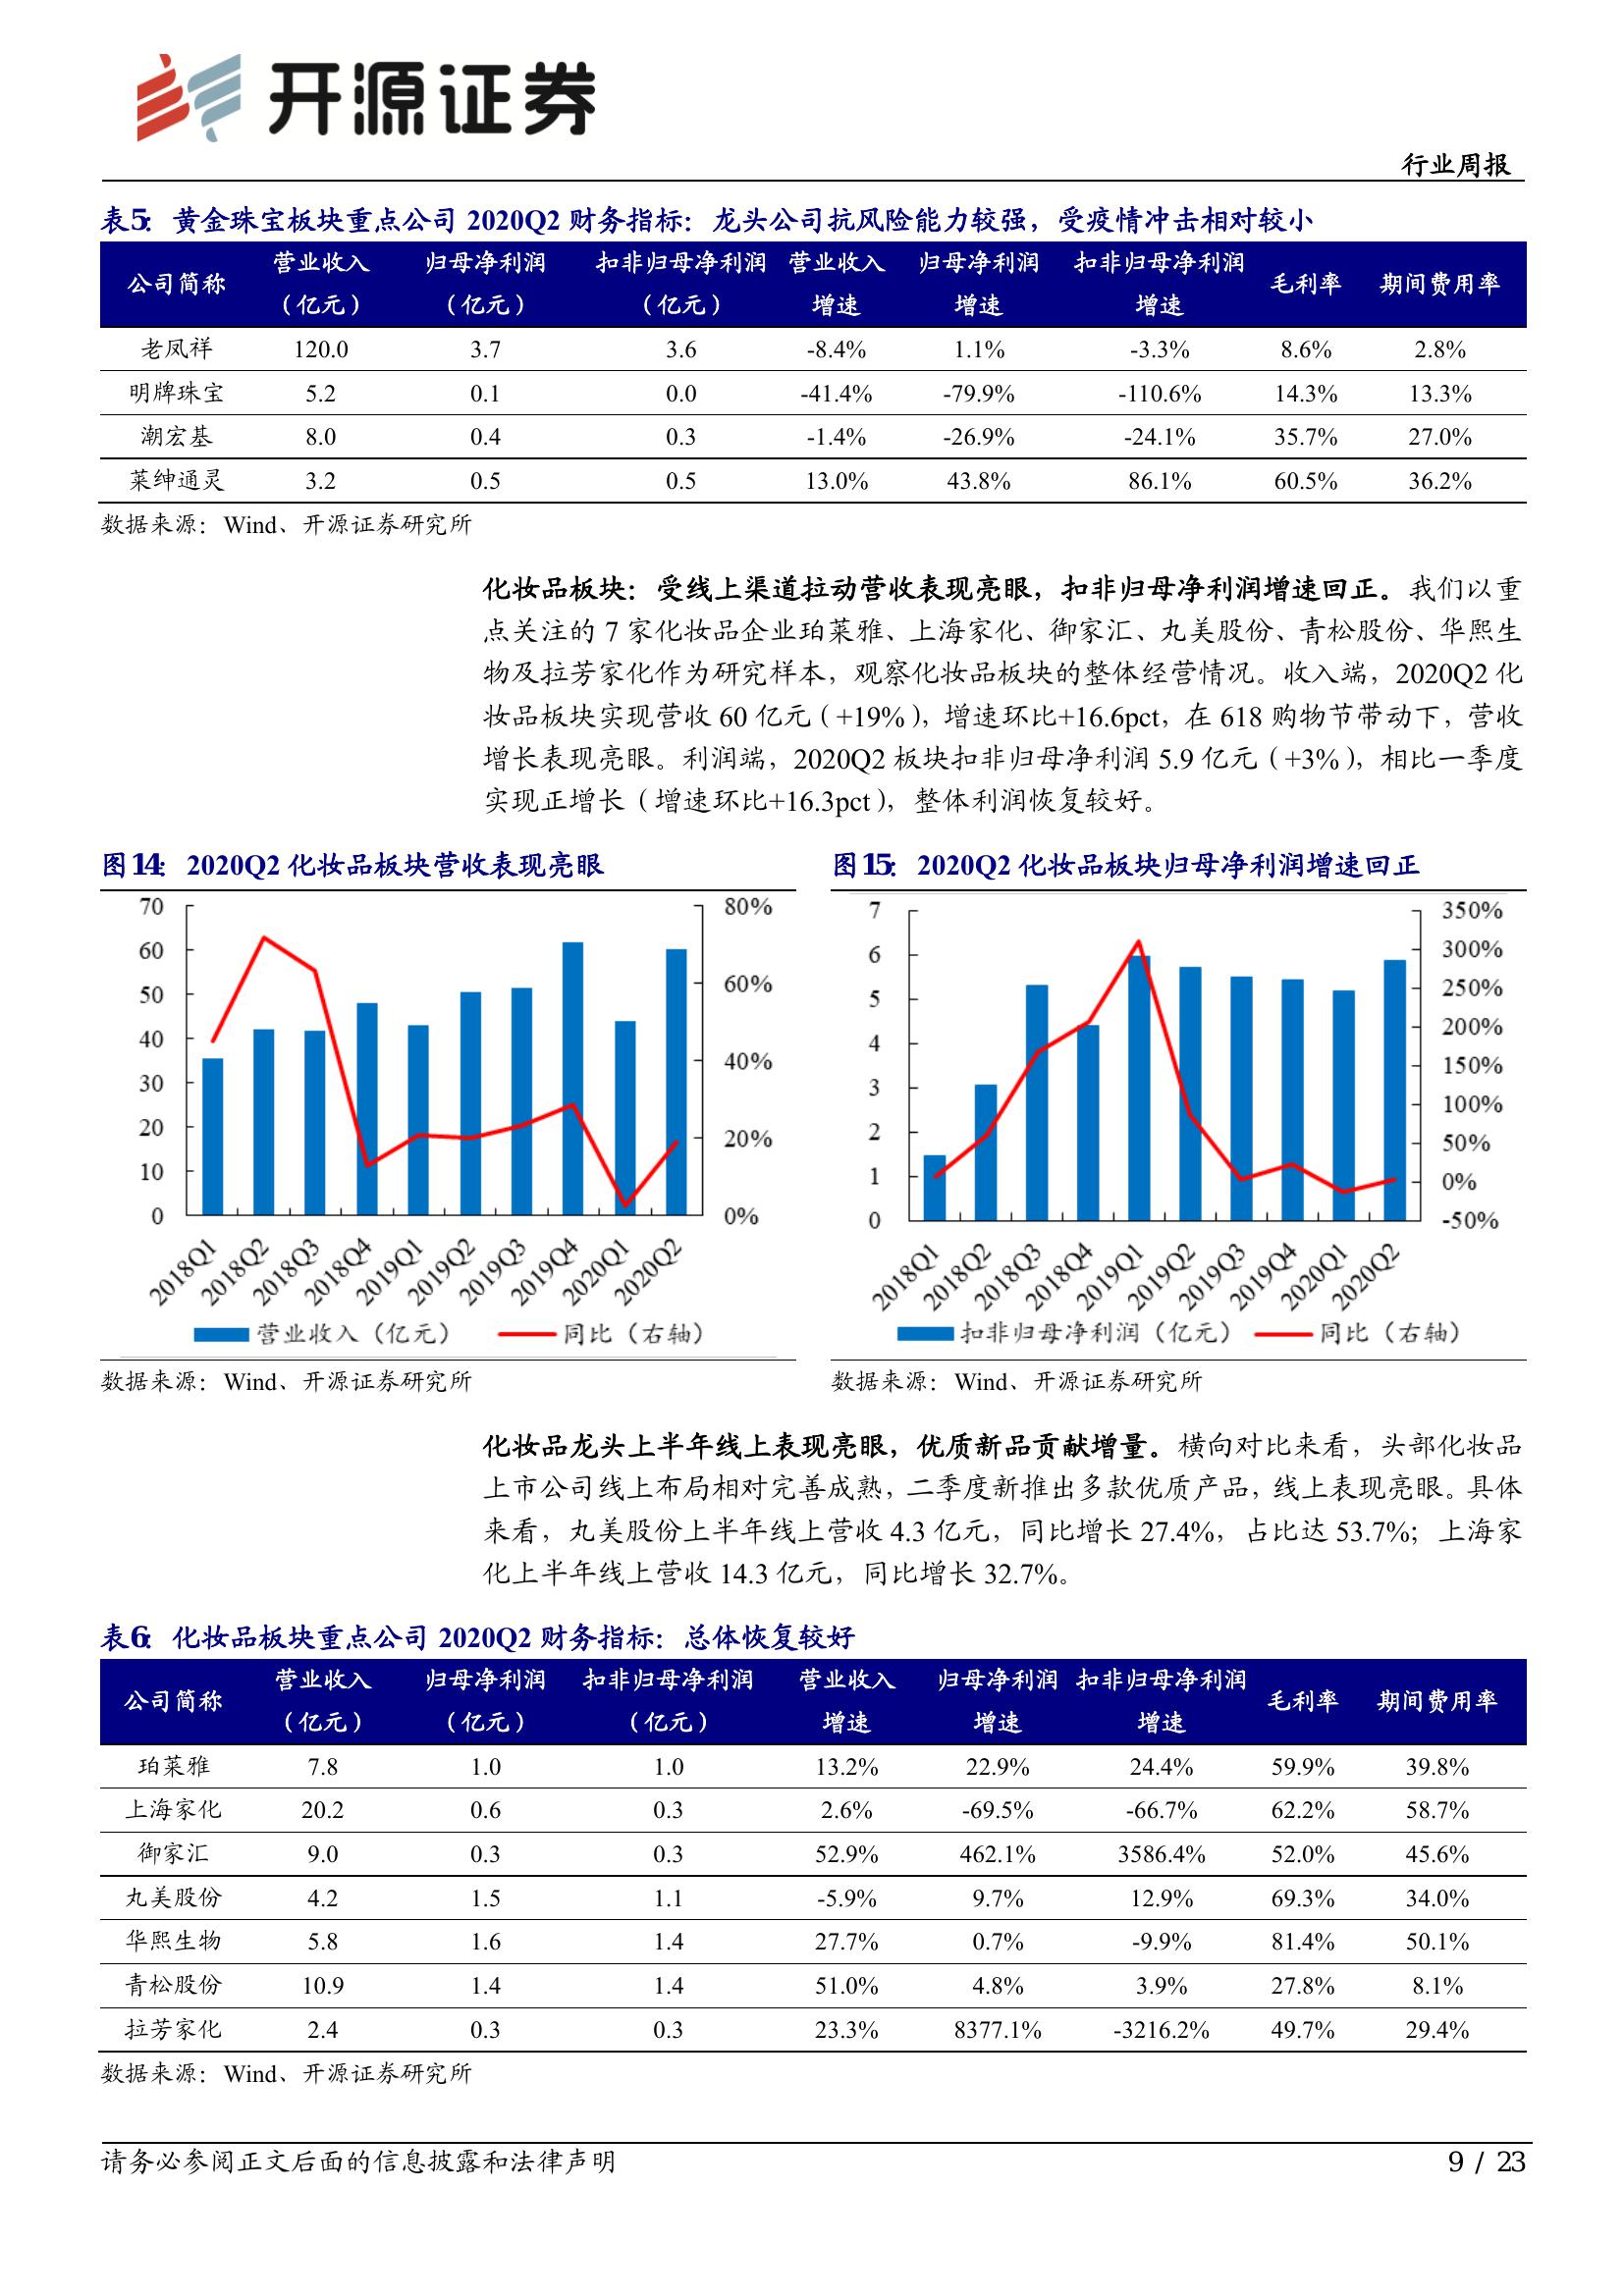 开源证券
行业周报
表5： 黄金珠宝板块重点公司 2020Q2 财务指标：龙头公司抗风险能力较强，受疫情冲击相对较小
公司简称 营业收入（亿元） 归母净利润（亿元） 扣非归母净利润（亿元） 营业收入增速 归母净利润增速 扣非归母净利润增速 毛利率 期间费用率
老凤祥 120.0 3.7 3.6 -8.4% 1.1% -3.3% 8.6% 2.8%
明牌珠宝 5.2 0.1 0.0 -41.4% -79.9% -110.6% 14.3% 13.3%
潮宏基 8.0 0.4 0.3 -1.4% -26.9% -24.1% 35.7% 27.0%
莱绅通灵 3.2 0.5 0.5 13.0% 43.8% 86.1% 60.5% 36.2%
数据来源：Wind、开源证券研究所
化妆品板块：受线上渠道拉动营收表现亮眼，扣非归母净利润增速回正。我们以重
点关注的 7 家化妆品企业珀莱雅、上海家化、御家汇、丸美股份、青松股份、华熙生
物及拉芳家化作为研究样本，观察化妆品板块的整体经营情况。收入端，2020Q2 化
妆品板块实现营收 60 亿元（+19%），增速环比+16.6pct，在 618 购物节带动下，营收
增长表现亮眼。利润端，2020Q2 板块扣非归母净利润 5.9 亿元（+3%），相比一季度
实现正增长（增速环比+16.3pct），整体利润恢复较好。
图14： 2020Q2 化妆品板块营收表现亮眼
70
60
50
40
30
20
10
0
80%
60%
40%
20%
0%
2018Q1 2018Q2 2018Q3 2018Q4 2019Q1 2019Q2 2019Q3 2019Q4 2020Q1 2020Q2
营业收入（亿元） 同比（右轴）
数据来源：Wind、开源证券研究所
图15： 2020Q2 化妆品板块归母净利润增速回正
7
6
5
4
3
2
1
0
350%
300%
250%
200%
150%
100%
50%
0%
-50%
2018Q1 2018Q2 2018Q3 2018Q4 2019Q1 2019Q2 2019Q3 2019Q4 2020Q1 2020Q2
扣非归母净利润（亿元） 同比（右轴）
数据来源：Wind、开源证券研究所
化妆品龙头上半年线上表现亮眼，优质新品贡献增量。横向对比来看，头部化妆品
上市公司线上布局相对完善成熟，二季度新推出多款优质产品，线上表现亮眼。具体
来看，丸美股份上半年线上营收 4.3 亿元，同比增长 27.4%，占比达 53.7%；上海家
化上半年线上营收 14.3 亿元，同比增长 32.7%。
表6： 化妆品板块重点公司 2020Q2 财务指标：总体恢复较好
公司简称 营业收入（亿元） 归母净利润（亿元） 扣非归母净利润（亿元） 营业收入增速 归母净利润增速 扣非归母净利润增速 毛利率 期间费用率
珀莱雅 7.8 1.0 1.0 13.2% 22.9% 24.4% 59.9% 39.8%
上海家化 20.2 0.6 0.3 2.6% -69.5% -66.7% 62.2% 58.7%
御家汇 9.0 0.3 0.3 52.9% 462.1% 3586.4% 52.0% 45.6%
丸美股份 4.2 1.5 1.1 -5.9% 9.7% 12.9% 69.3% 34.0%
华熙生物 5.8 1.6 1.4 27.7% 0.7% -9.9% 81.4% 50.1%
青松股份 10.9 1.4 1.4 51.0% 4.8% 3.9% 27.8% 8.1%
拉芳家化 2.4 0.3 0.3 23.3% 8377.1% -3216.2% 49.7% 29.4%
数据来源：Wind、开源证券研究所
请务必参阅正文后面的信息披露和法律声明
9 / 23